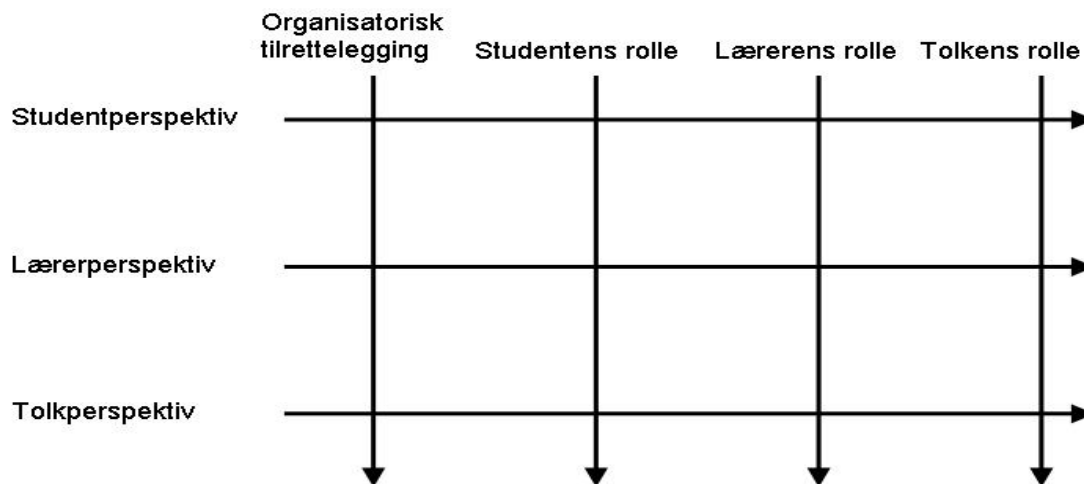 Organisatorisk
tilrettelegging
Studentens rolle
Lærerens rolle
Tolkens rolle
Studentperspektiv
Lærerperspektiv
Tolkperspektiv